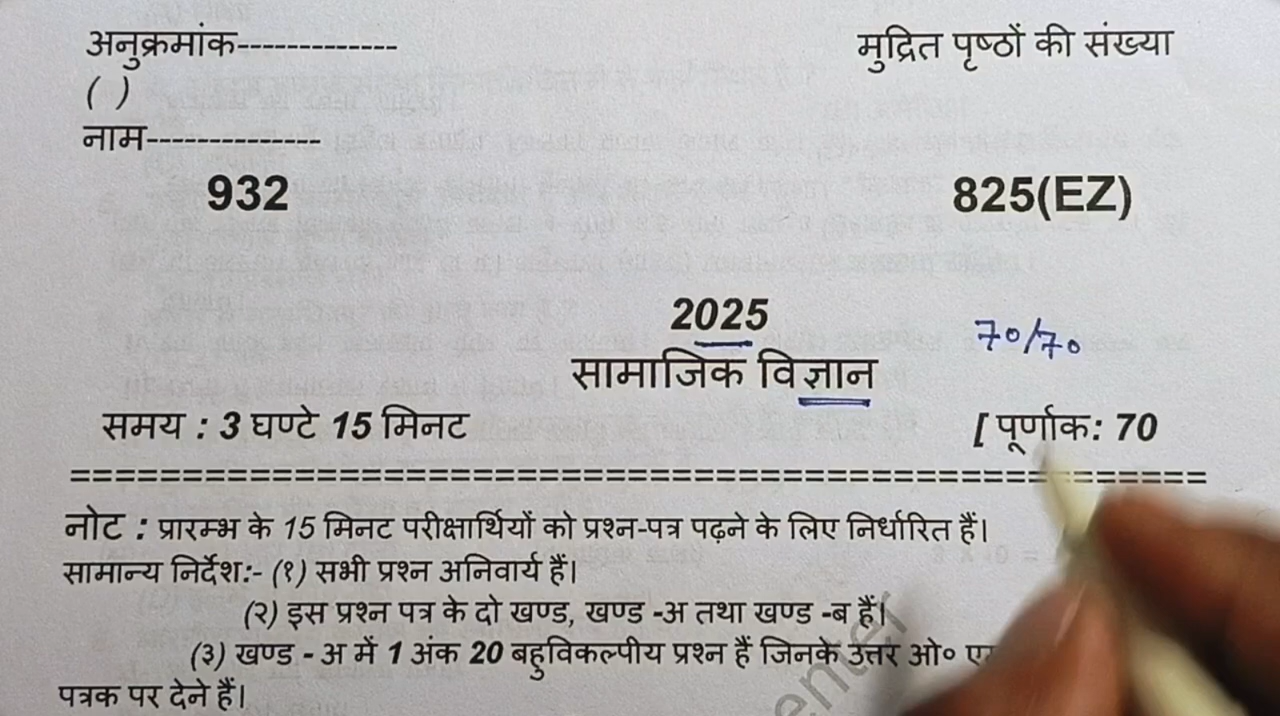 अनुक्रमांक------------- मुद्रित पृष्ठों की संख्या
( )
नाम--------------
932 825(EZ)
2025 70/70
सामाजिक विज्ञान
समय : 3 घण्टे 15 मिनट [ पूर्णांक: 70
नोट : प्रारम्भ के 15 मिनट परीक्षार्थियों को प्रश्न-पत्र पढ़ने के लिए निर्धारित हैं।
सामान्य निर्देश:- (१) सभी प्रश्न अनिवार्य हैं।
(२) इस प्रश्न पत्र के दो खण्ड, खण्ड -अ तथा खण्ड -ब हैं।
(३) खण्ड - अ में 1 अंक 20 बहुविकल्पीय प्रश्न हैं जिनके उत्तर ओ०
पत्रक पर देने हैं।